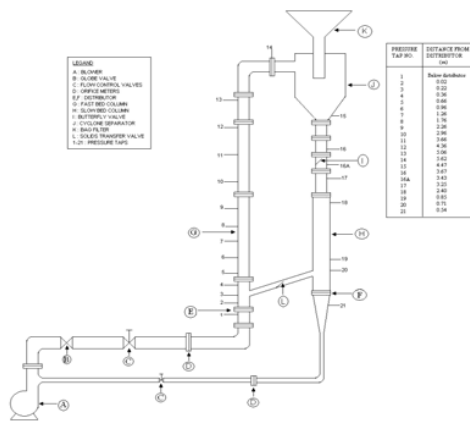 K
14
LEGAND
A : BLOWER
B : GLOBE VALVE
C : FLOW CONTROL VALVES
D : ORIFICE METERS
E,F : DISTRIBUTOR
G : FAST BED COLUMN
H : SLOW BED COLUMN
I : BUTTERFLY VALVE
J : CYCLONE SEPARATOR
K : BAG FILTER
L : SOLIDS TRANSFER VALVE
1-21 : PRESSURE TAPS
PRESSURE TAP NO. DISTANCE FROM DISTRIBUTOR (m)
1 Below distributor
2 0.02
3 0.22
4 0.36
5 0.66
6 0.96
7 1.26
8 1.76
9 2.26
10 2.96
11 3.66
12 4.36
13 5.06
14 5.62
15 4.47
16 3.67
16A 3.43
17 3.23
18 2.40
19 0.83
20 0.71
21 0.34
J
13
15
12
16
11
I
16A
10
17
9
18
8
G
H
7
6
19
5
20
4
L
3
F
2
E
21
1
B
C
D
C
D
A